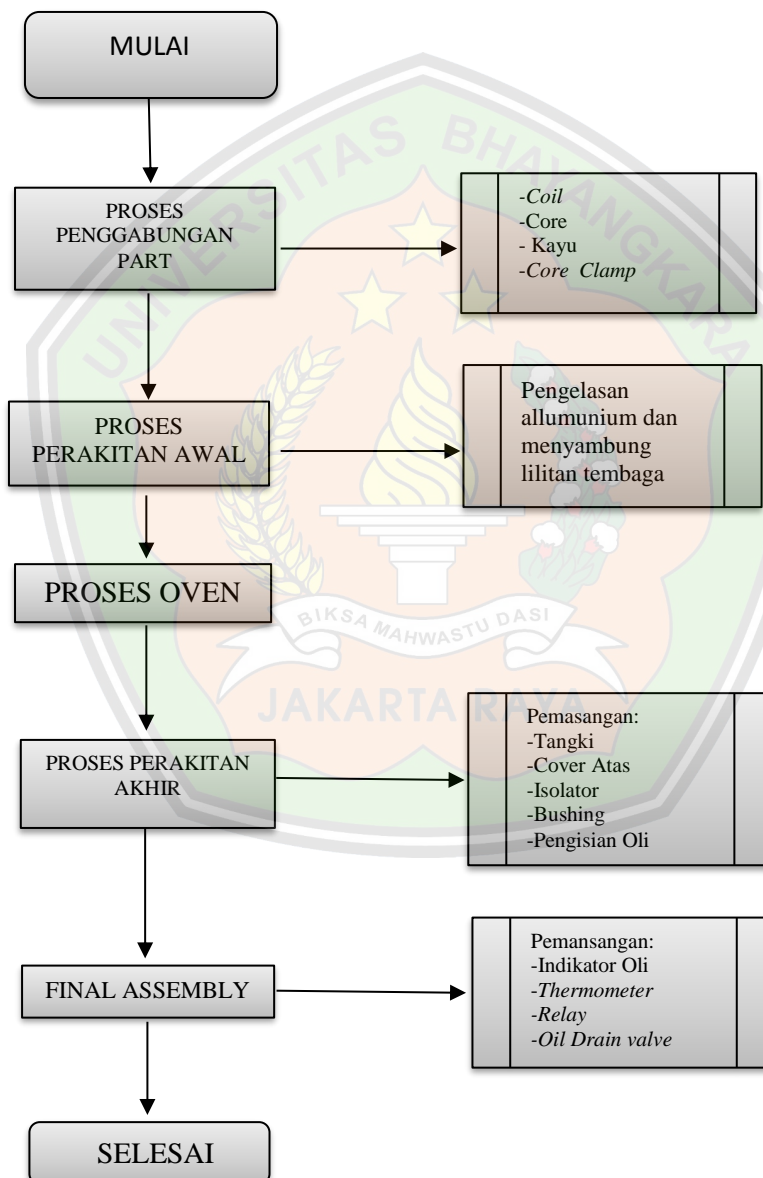 MULAI
PROSES
PENGGABUNGAN
PART
-Coil
-Core
- Kayu
-Core Clamp
PROSES
PERAKITAN AWAL
Pengelasan
allumunium dan
menyambung
lilitan tembaga
PROSES OVEN
PROSES PERAKITAN
AKHIR
Pemasangan:
-Tangki
-Cover Atas
-Isolator
-Bushing
-Pengisian Oli
FINAL ASSEMBLY
Pemansangan:
-Indikator Oli
-Thermometer
-Relay
-Oil Drain valve
SELESAI
UNIVERSITAS BHAYANGKARA
BIKSA MAHWASTU DASI
JAKARTA RAYA